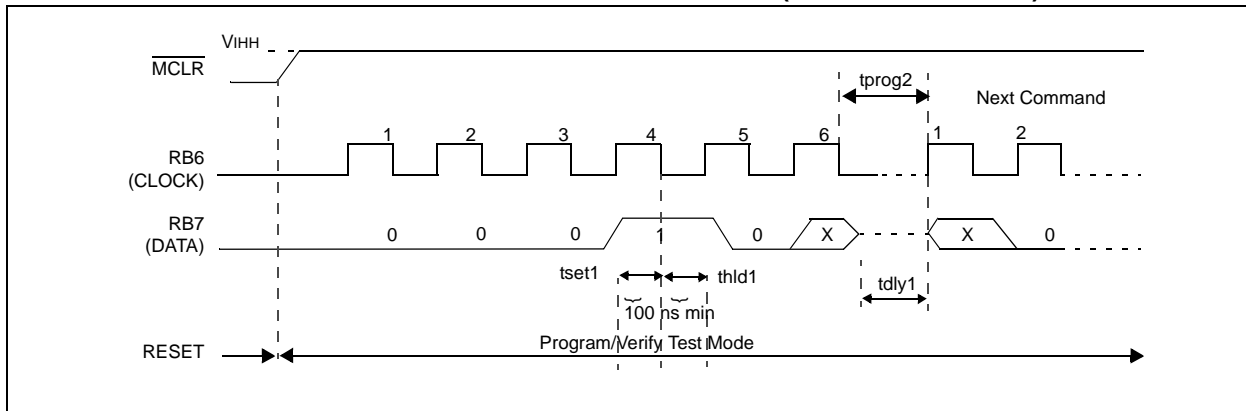 VIHH
MCLR
tprog2
Next Command
1 2 3 4 5 6 1 2
RB6
(CLOCK)
RB7
(DATA)
0 0 0 1 0 X X 0
tset1 thld1
tdly1
100 ns min
RESET
Program/Verify Test Mode